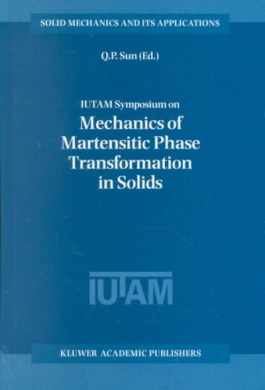 SOLID MECHANICS AND ITS APPLICATIONS
Q.P. Sun (Ed.)
IUTAM Symposium on
Mechanics of
Martensitic Phase
Transformation
in Solids
IUTAM
KLUWER ACADEMIC PUBLISHERS